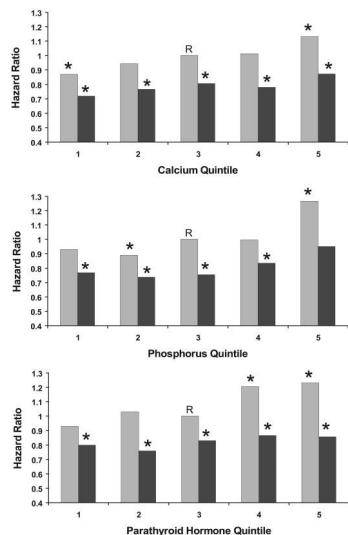 1.3
1.2
1.1
1
0.9
0.8
0.7
0.6
0.5
0.4
Hazard Ratio
* * * R * * * *
1 2 3 4 5
Calcium Quintile
1.3
1.2
1.1
1
0.9
0.8
0.7
0.6
0.5
0.4
Hazard Ratio
* * * R * * *
1 2 3 4 5
Phosphorus Quintile
1.3
1.2
1.1
1
0.9
0.8
0.7
0.6
0.5
0.4
Hazard Ratio
* * R * * * * *
1 2 3 4 5
Parathyroid Hormone Quintile